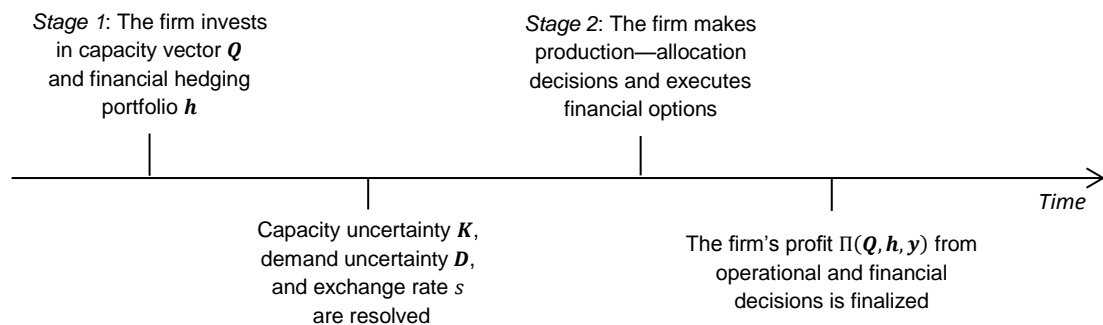 Stage 1: The firm invests
in capacity vector Q
and financial hedging
portfolio h
Stage 2: The firm makes
production—allocation
decisions and executes
financial options
Time
Capacity uncertainty K,
demand uncertainty D,
and exchange rate s
are resolved
The firm's profit Π(Q, h, y) from
operational and financial
decisions is finalized